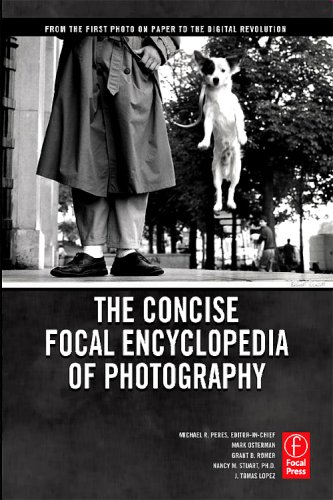 FROM THE FIRST PHOTO ON PAPER TO THE DIGITAL REVOLUTION
THE CONCISE
FOCAL ENCYCLOPEDIA
OF PHOTOGRAPHY
MICHAEL R. PERES, EDITOR-IN-CHIEF
MARK OSTERMAN
GRANT B. ROMER
NANCY M. STUART, PH.D.
J. TOMAS LOPEZ
Focal
Press